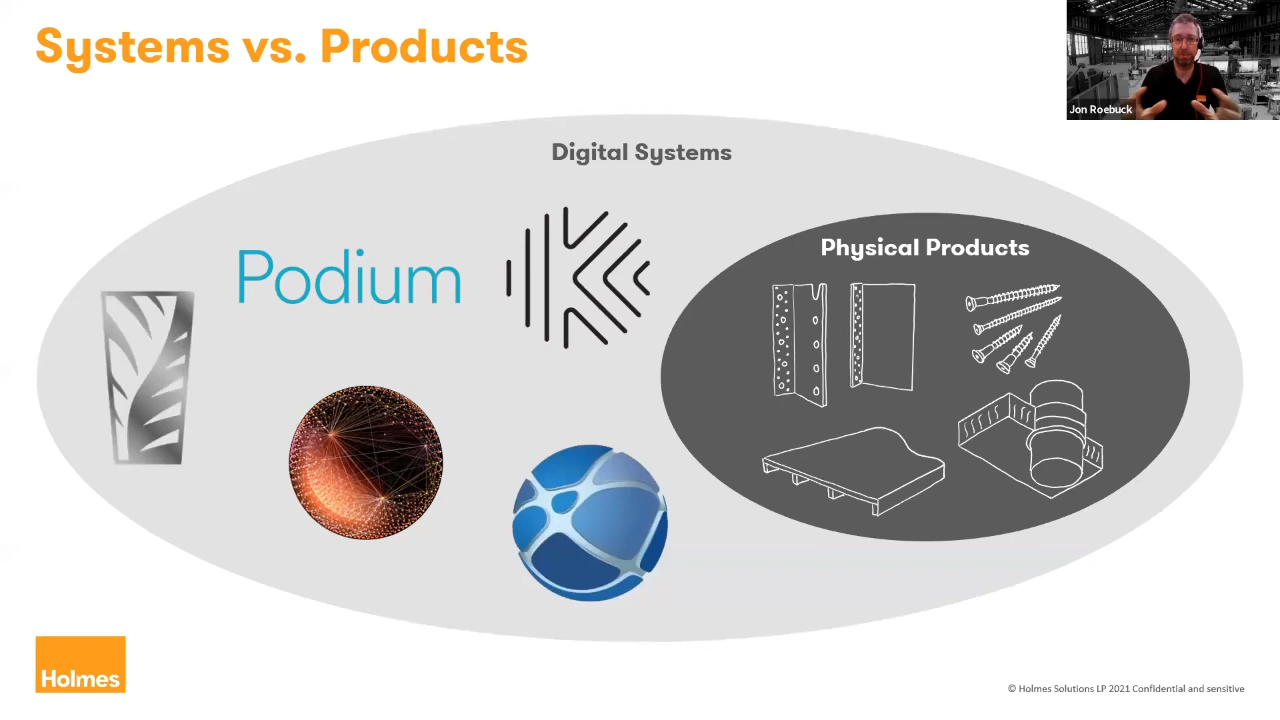 Systems vs. Products
Jon Roebuck
Digital Systems
Physical Products
Podium
Holmes
© Holmes Solutions LP 2021 Confidential and sensitive